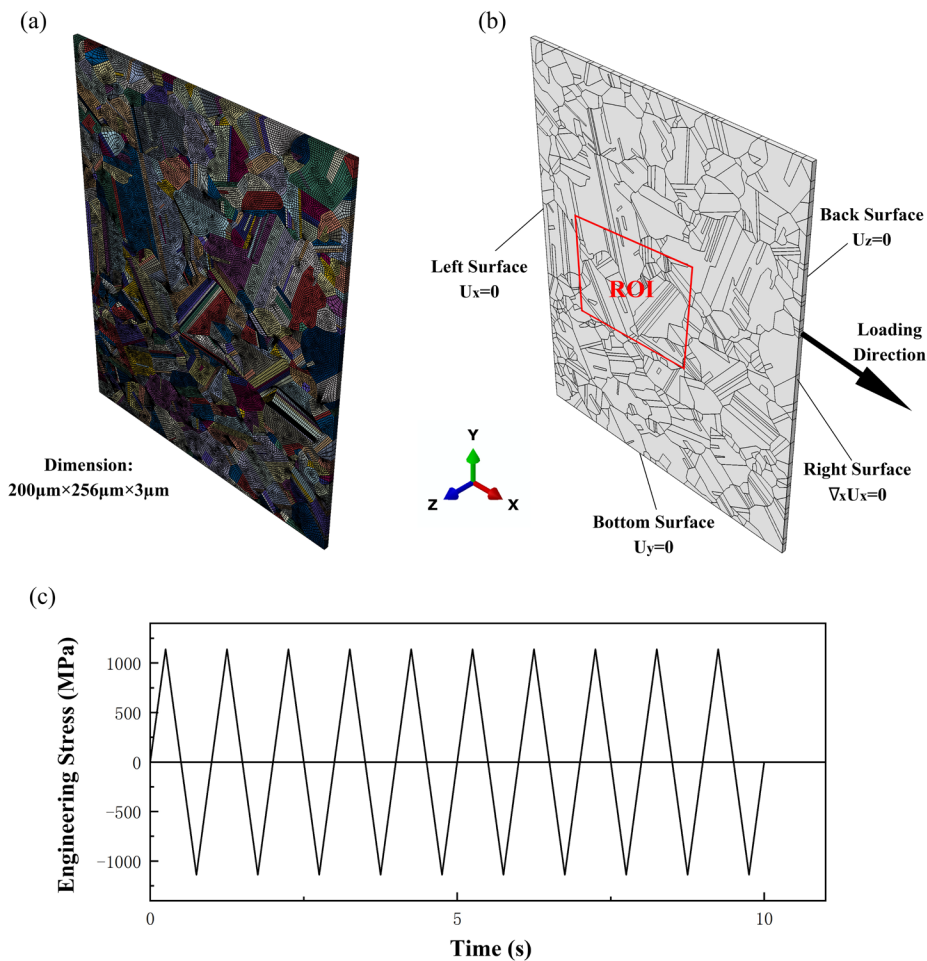 (a)
(b)
Back Surface
Uz=0
Left Surface
Ux=0
ROI
Loading
Direction
Dimension:
200μm×256μm×3μm
Y
Z
X
Right Surface
∇xUx=0
Bottom Surface
Uy=0
(c)
Engineering Stress (MPa)
1000
500
0
−500
−1000
0
5
10
Time (s)